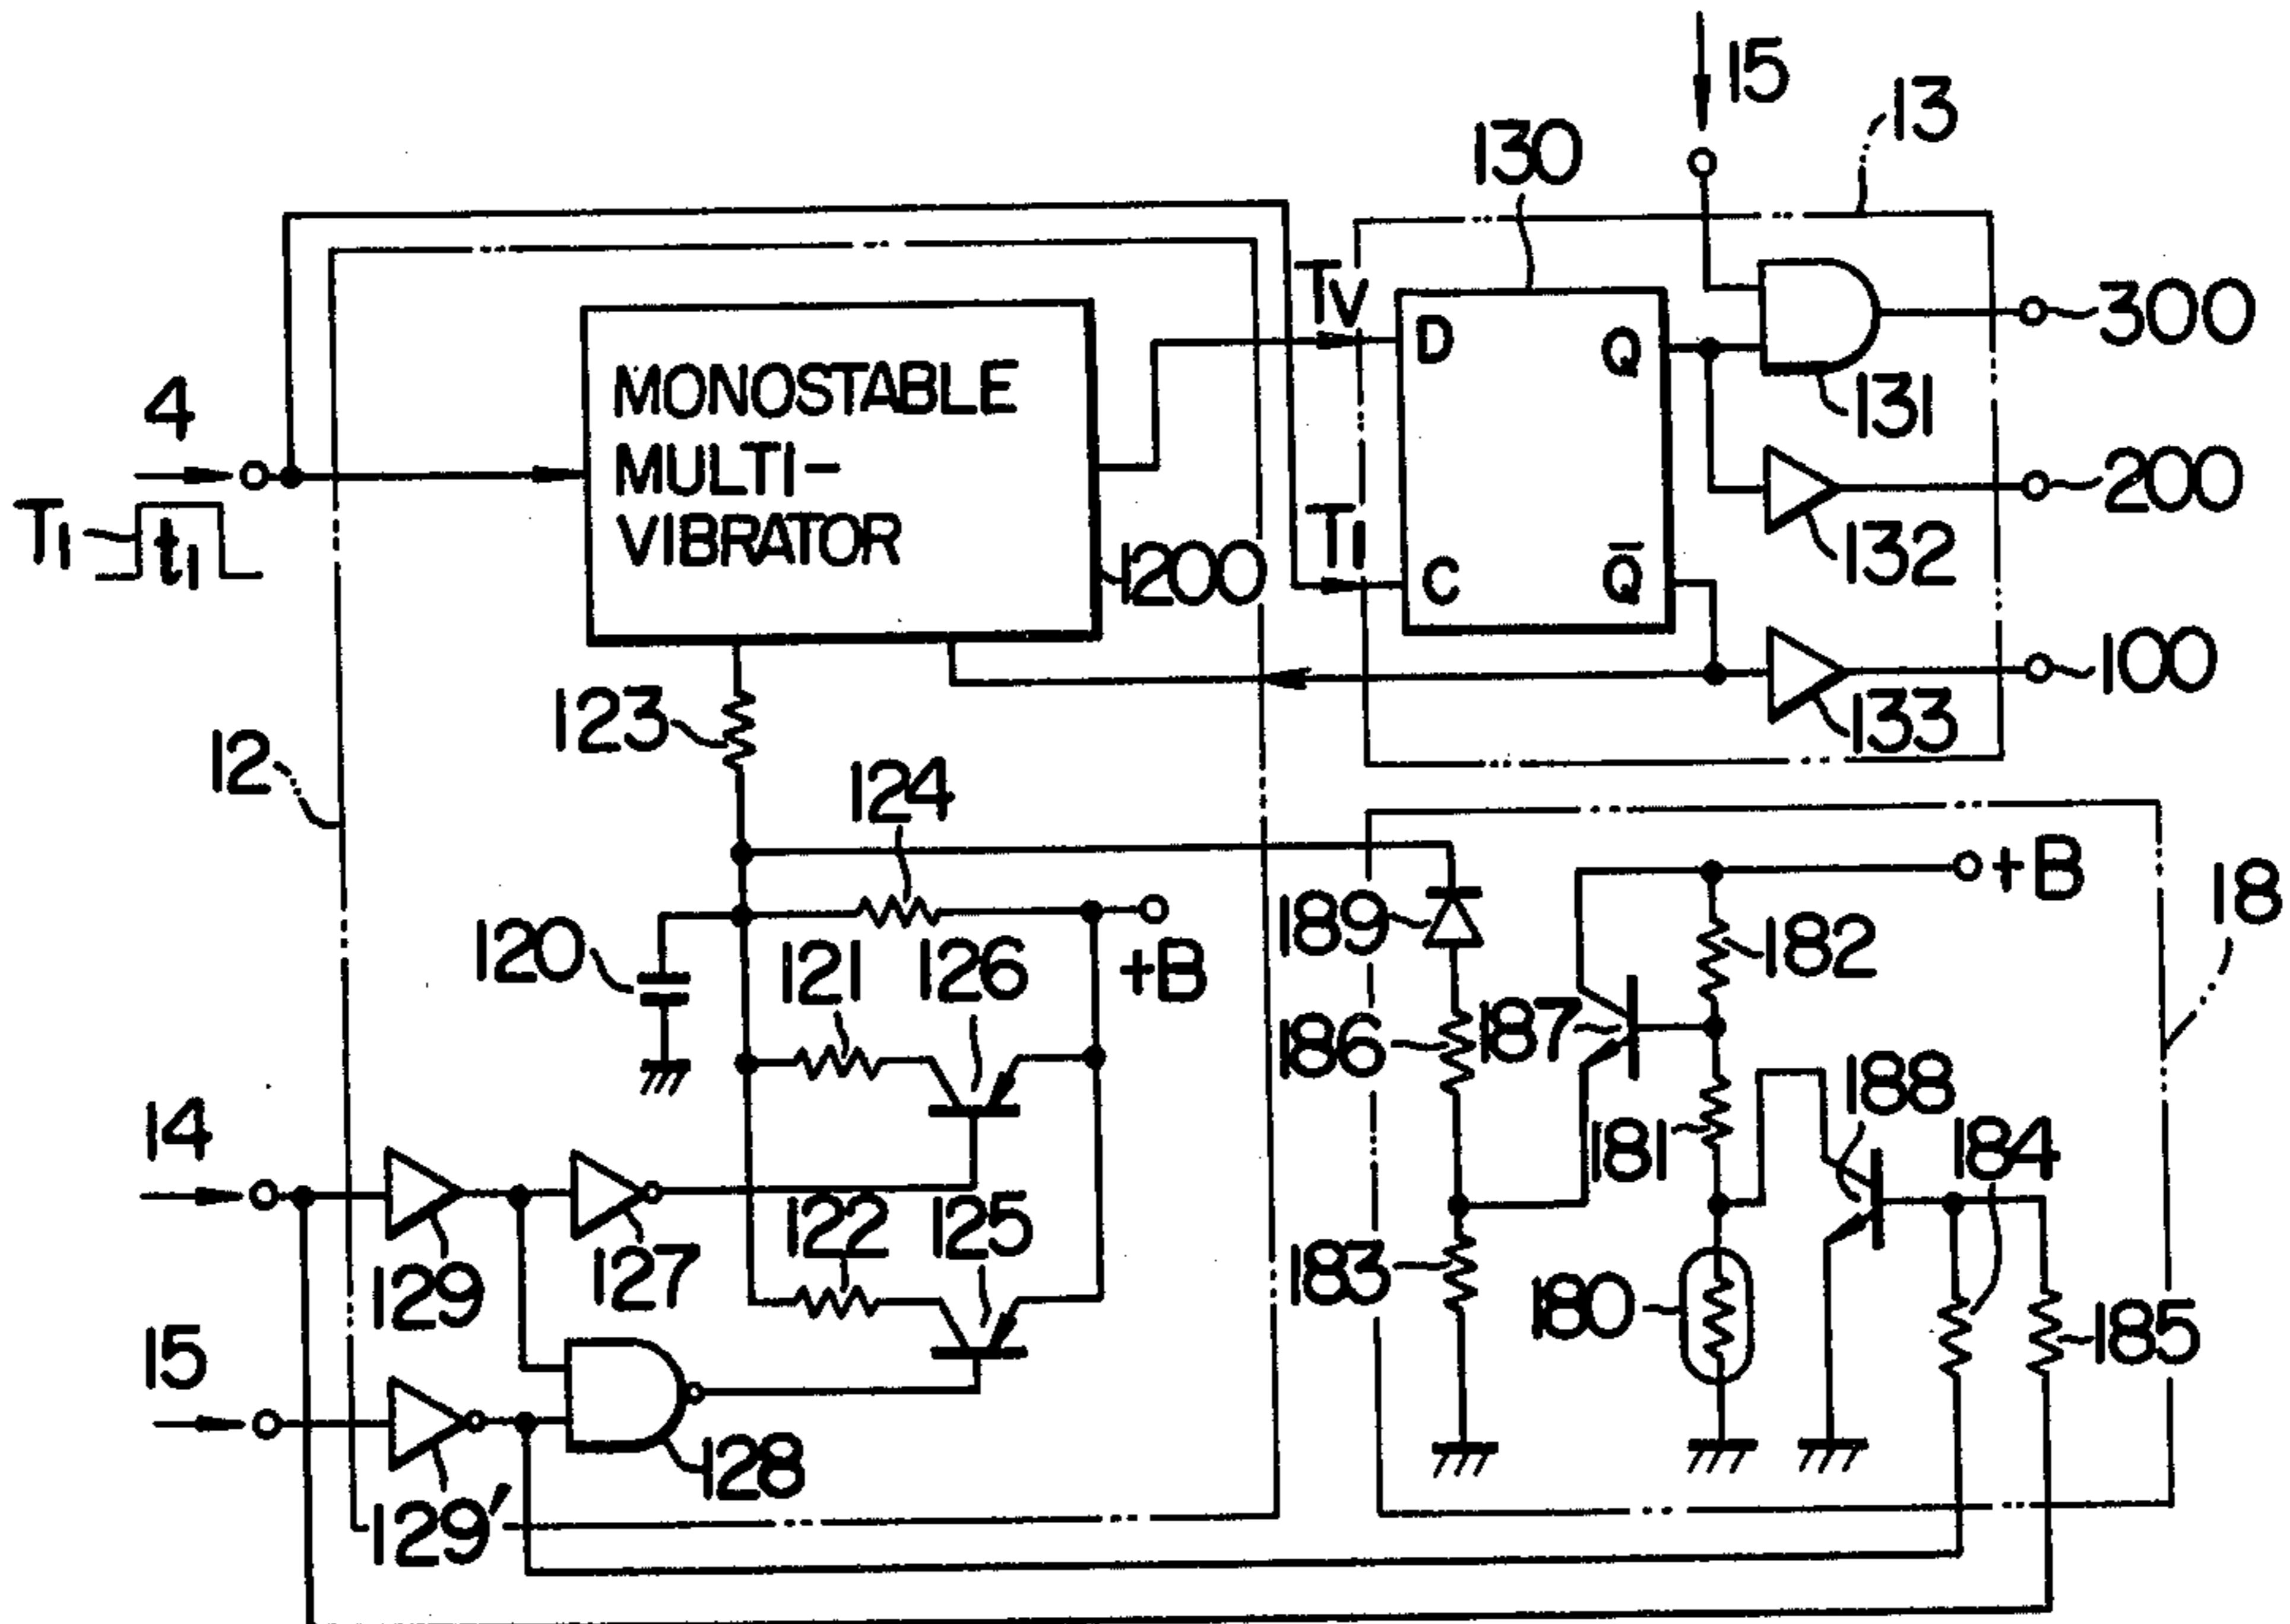 15
13
130
Tv
D
Q
300
131
4
MONOSTABLE
MULTI-
VIBRATOR
T1
t1
T1
C
Q̅
200
132
1200
100
133
123
12
124
+B
18
189
182
120
121
126
+B
186
187
188
14
181
184
122
125
183
180
185
129
127
15
128
129'